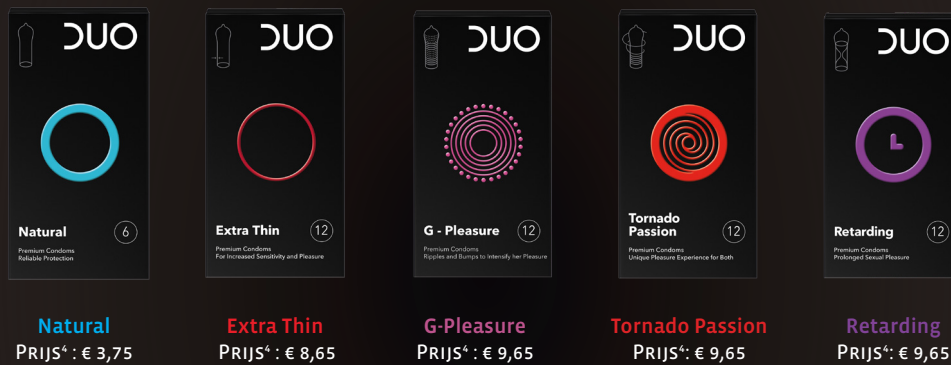 DUO
Natural
6
Premium Condoms
Reliable Protection
DUO
Extra Thin
12
Premium Condoms
For Increased Sensitivity and Pleasure
DUO
G - Pleasure
12
Premium Condoms
Ripples and Bumps to Intensify her Pleasure
DUO
Tornado
Passion
12
Premium Condoms
Unique Pleasure Experience for Both
DUO
Retarding
12
Premium Condoms
Prolonged Sexual Pleasure
Natural
PRIJS⁴ : € 3,75
Extra Thin
PRIJS⁴ : € 8,65
G-Pleasure
PRIJS⁴ : € 9,65
Tornado Passion
PRIJS⁴: € 9,65
Retarding
PRIJS⁴: € 9,65